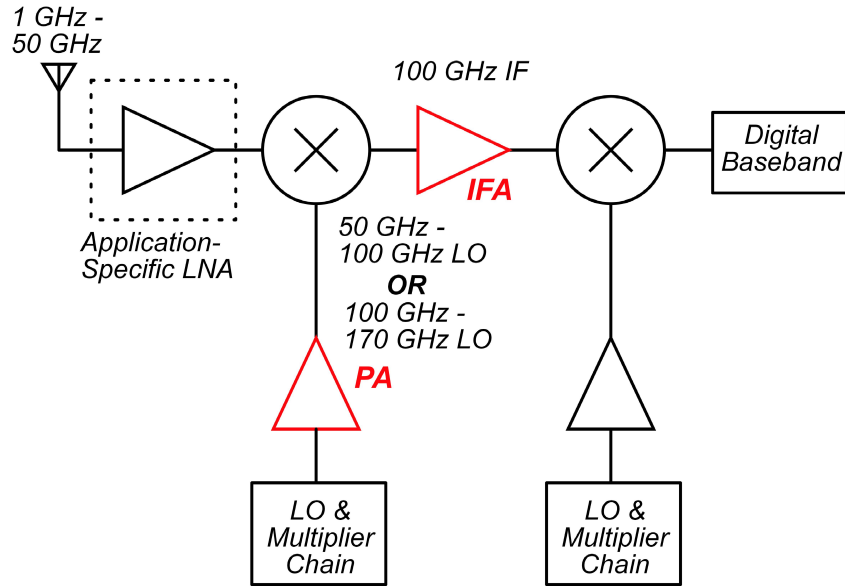 1 GHz -
50 GHz
100 GHz IF
Digital
Baseband
IFA
Application-
Specific LNA
50 GHz -
100 GHz LO
OR
100 GHz -
170 GHz LO
PA
LO &
Multiplier
Chain
LO &
Multiplier
Chain